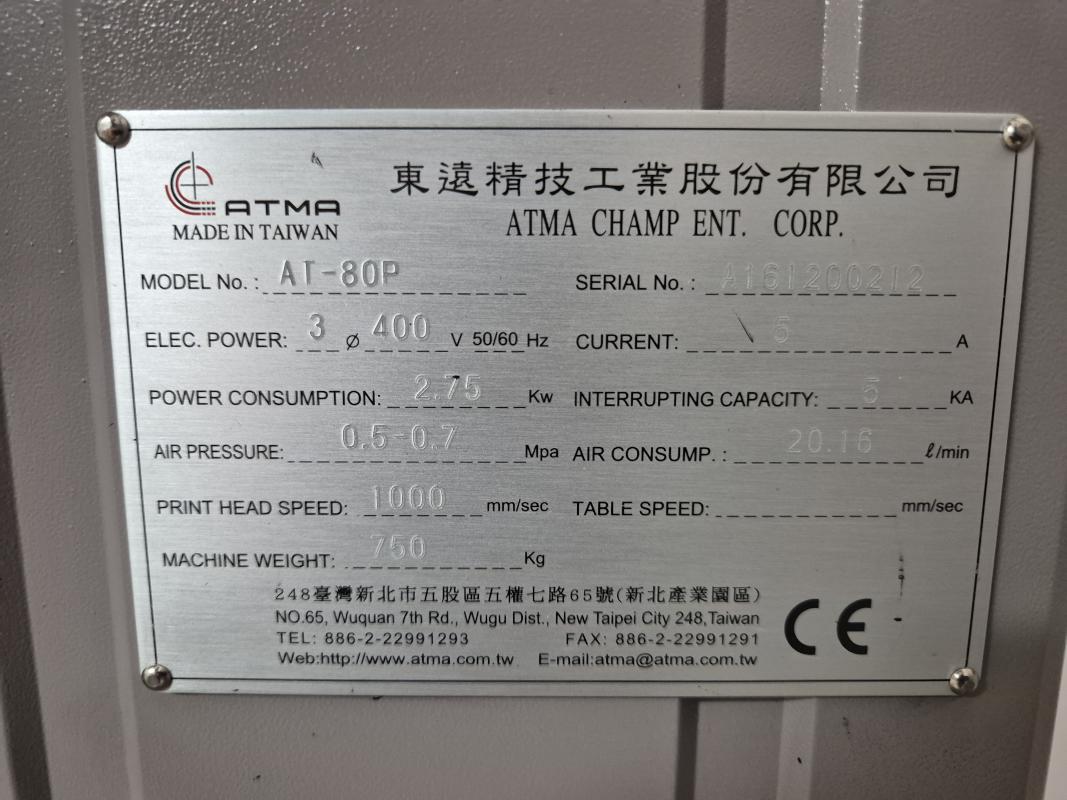 東遠精技工業股份有限公司
ATMA
ATMA CHAMP ENT. CORP.
MADE IN TAIWAN
MODEL No. : AT-80P SERIAL No. : A161200212
ELEC. POWER: 3 Ø 400 V 50/60 Hz CURRENT: 5 A
POWER CONSUMPTION: 2.75 Kw INTERRUPTING CAPACITY: 5 KA
AIR PRESSURE: 0.5-0.7 Mpa AIR CONSUMP. : 20.16 ℓ/min
PRINT HEAD SPEED: 1000 mm/sec TABLE SPEED: mm/sec
MACHINE WEIGHT: 750 Kg
248臺灣新北市五股區五權七路65號(新北產業園區)
NO.65, Wuquan 7th Rd., Wugu Dist., New Taipei City 248,Taiwan
TEL: 886-2-22991293 FAX: 886-2-22991291
Web:http://www.atma.com.tw E-mail:atma@atma.com.tw
CE